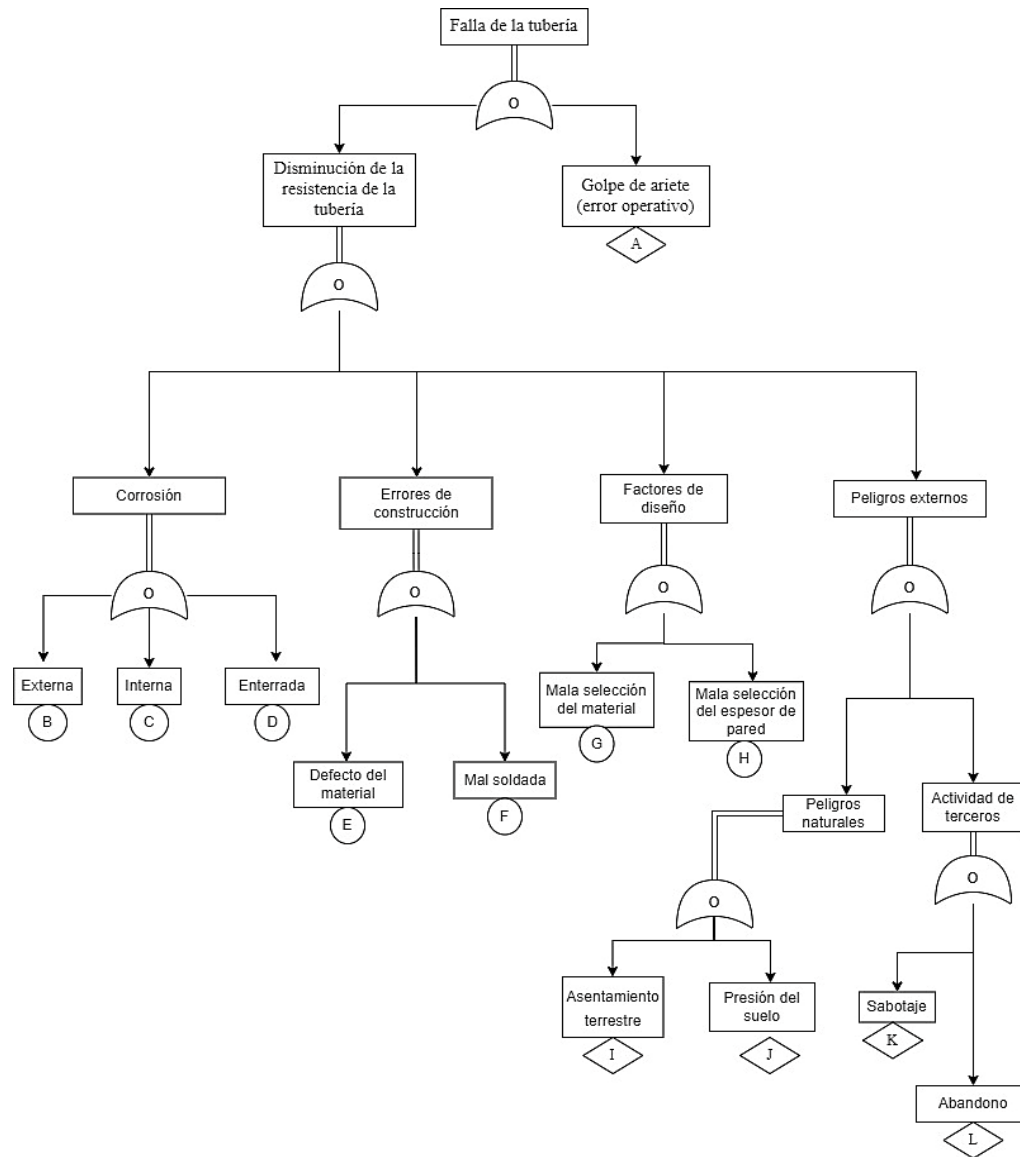 Falla de la tubería
O
Disminución de la
resistencia de la
tubería
Golpe de ariete
(error operativo)
A
O
Corrosión
Errores de
construcción
Factores de
diseño
Peligros externos
O
O
O
O
Externa
B
Interna
C
Enterrada
D
Mala selección
del material
G
Mala selección
del espesor de
pared
H
Defecto del
material
E
Mal soldada
F
Peligros
naturales
Actividad de
terceros
O
O
Asentamiento
terrestre
I
Presión del
suelo
J
Sabotaje
K
Abandono
L